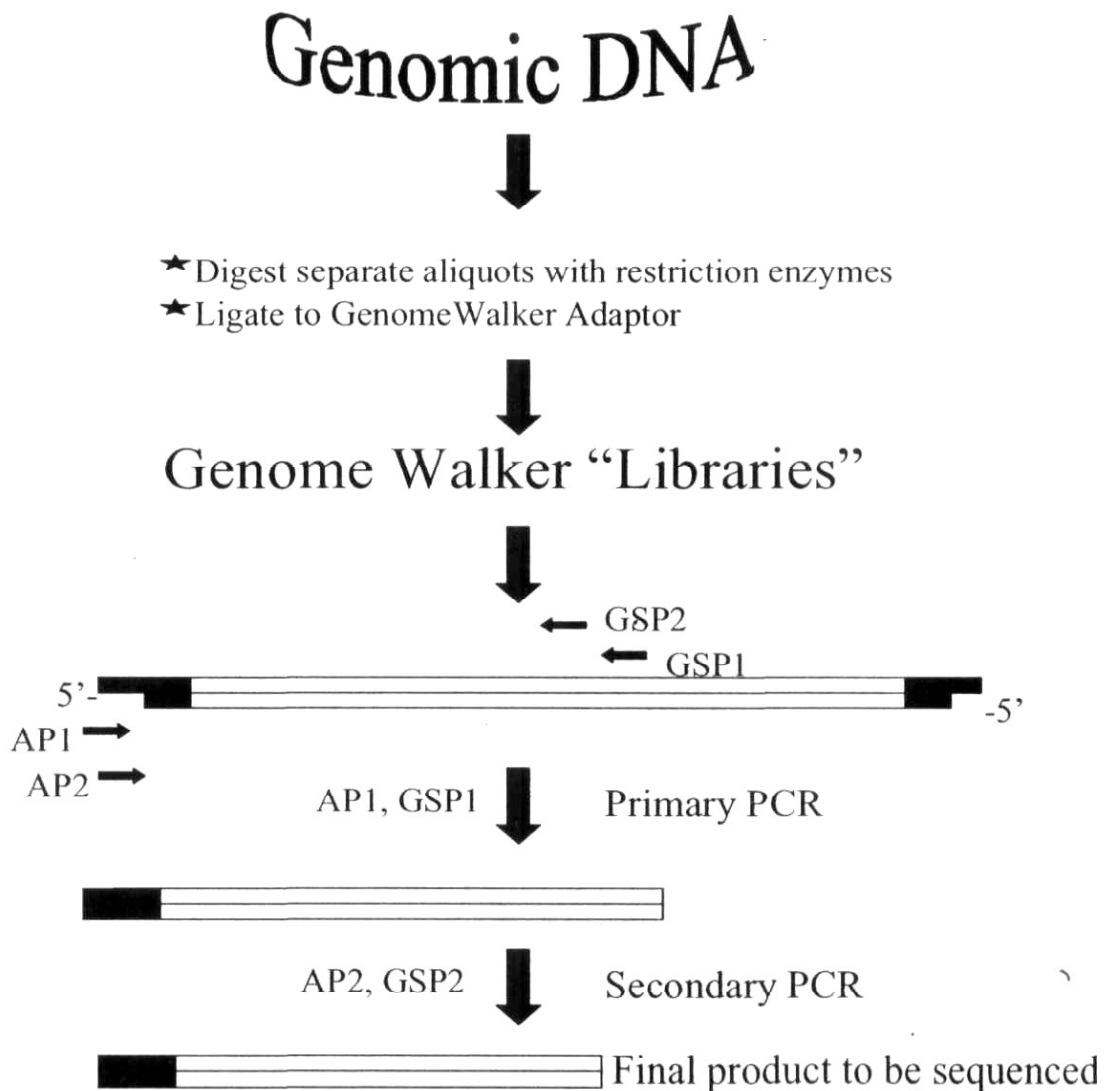 Genomic DNA
★ Digest separate aliquots with restriction enzymes
★ Ligate to GenomeWalker Adaptor
Genome Walker “Libraries”
GSP2
GSP1
5’-
-5’
AP1
AP2
AP1, GSP1
Primary PCR
AP2, GSP2
Secondary PCR
Final product to be sequenced